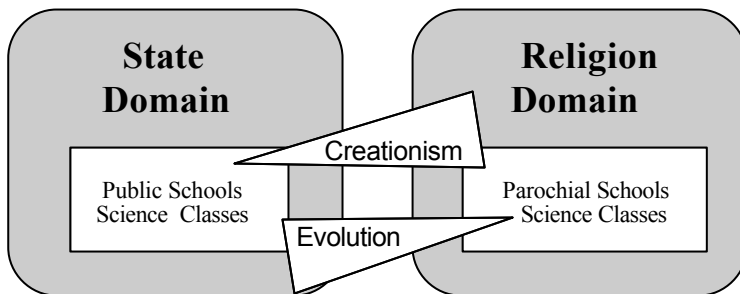 State
Domain
Religion
Domain
Creationism
Public Schools
Science Classes
Parochial Schools
Science Classes
Evolution